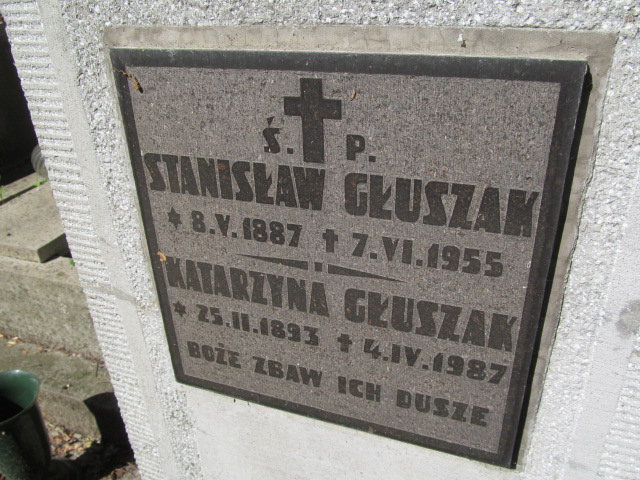 Ś. P.
STANISŁAW GŁUSZAK
* 8.V.1887 † 7.VI.1955
KATARZYNA GŁUSZAK
* 25.II.1893 † 4.IV.1987
BOŻE ZBAW ICH DUSZE